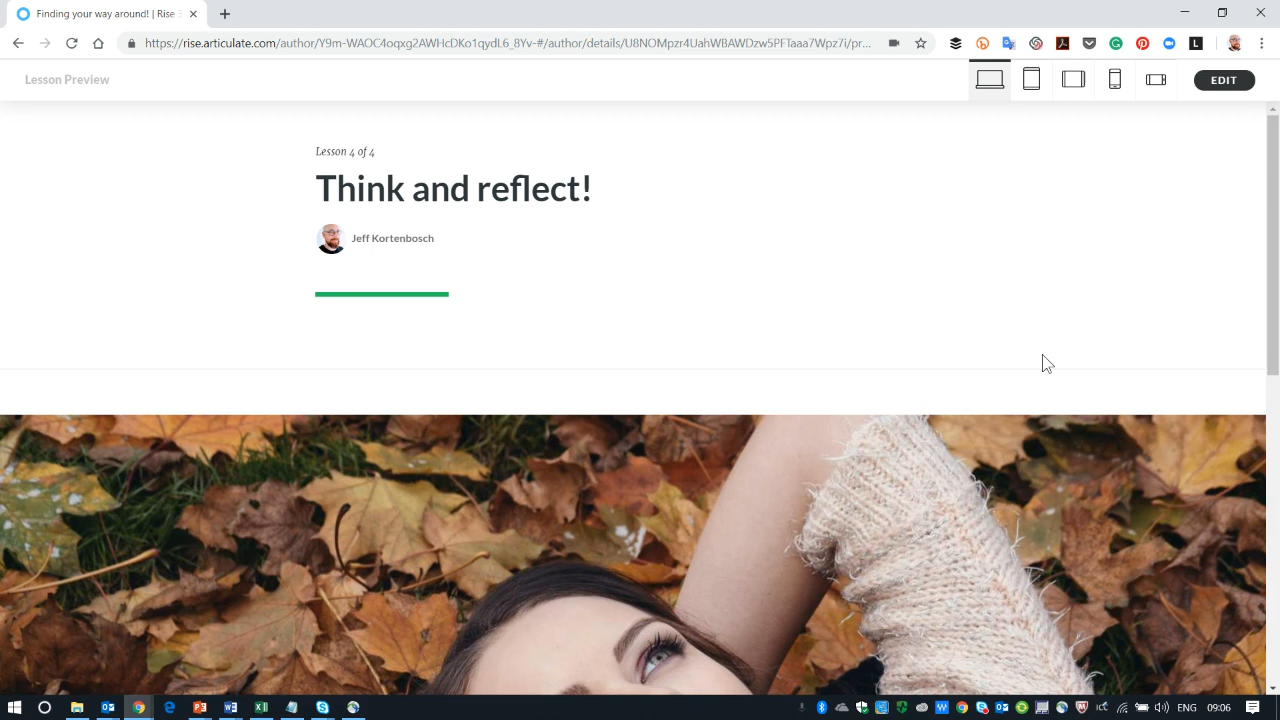 Finding your way around! | Rise
https://rise.articulate.com/author/Y9m-WAOC4oqxg2AWHcDKo1qydL6_8Yv-#/author/details/U8NOMpzr4UahWBAWDzw5PFTaaa7Wpz7i/pr...
Lesson Preview
EDIT
Lesson 4 of 4
Think and reflect!
Jeff Kortenbosch
ENG
09:06